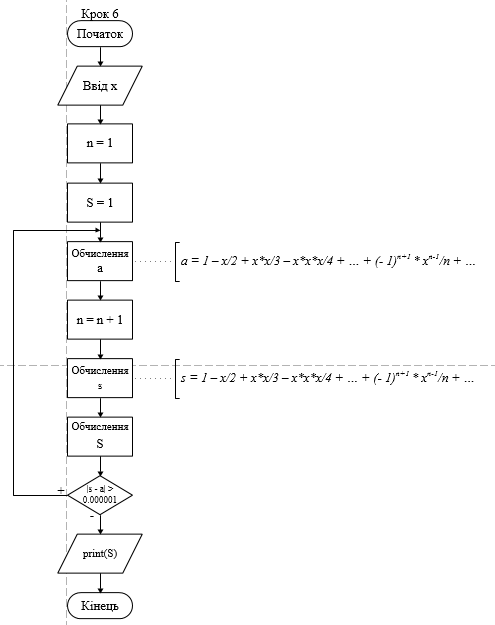 Крок 6
Початок
Ввід x
n = 1
S = 1
Обчислення
a
a = 1 – x/2 + x*x/3 – x*x*x/4 + … + (- 1)ⁿ⁺¹ * xⁿ⁻¹/n + …
n = n + 1
Обчислення
s
s = 1 – x/2 + x*x/3 – x*x*x/4 + … + (- 1)ⁿ⁺¹ * xⁿ⁻¹/n + …
Обчислення
S
|s - a| >
0.000001
+
-
print(S)
Кінець